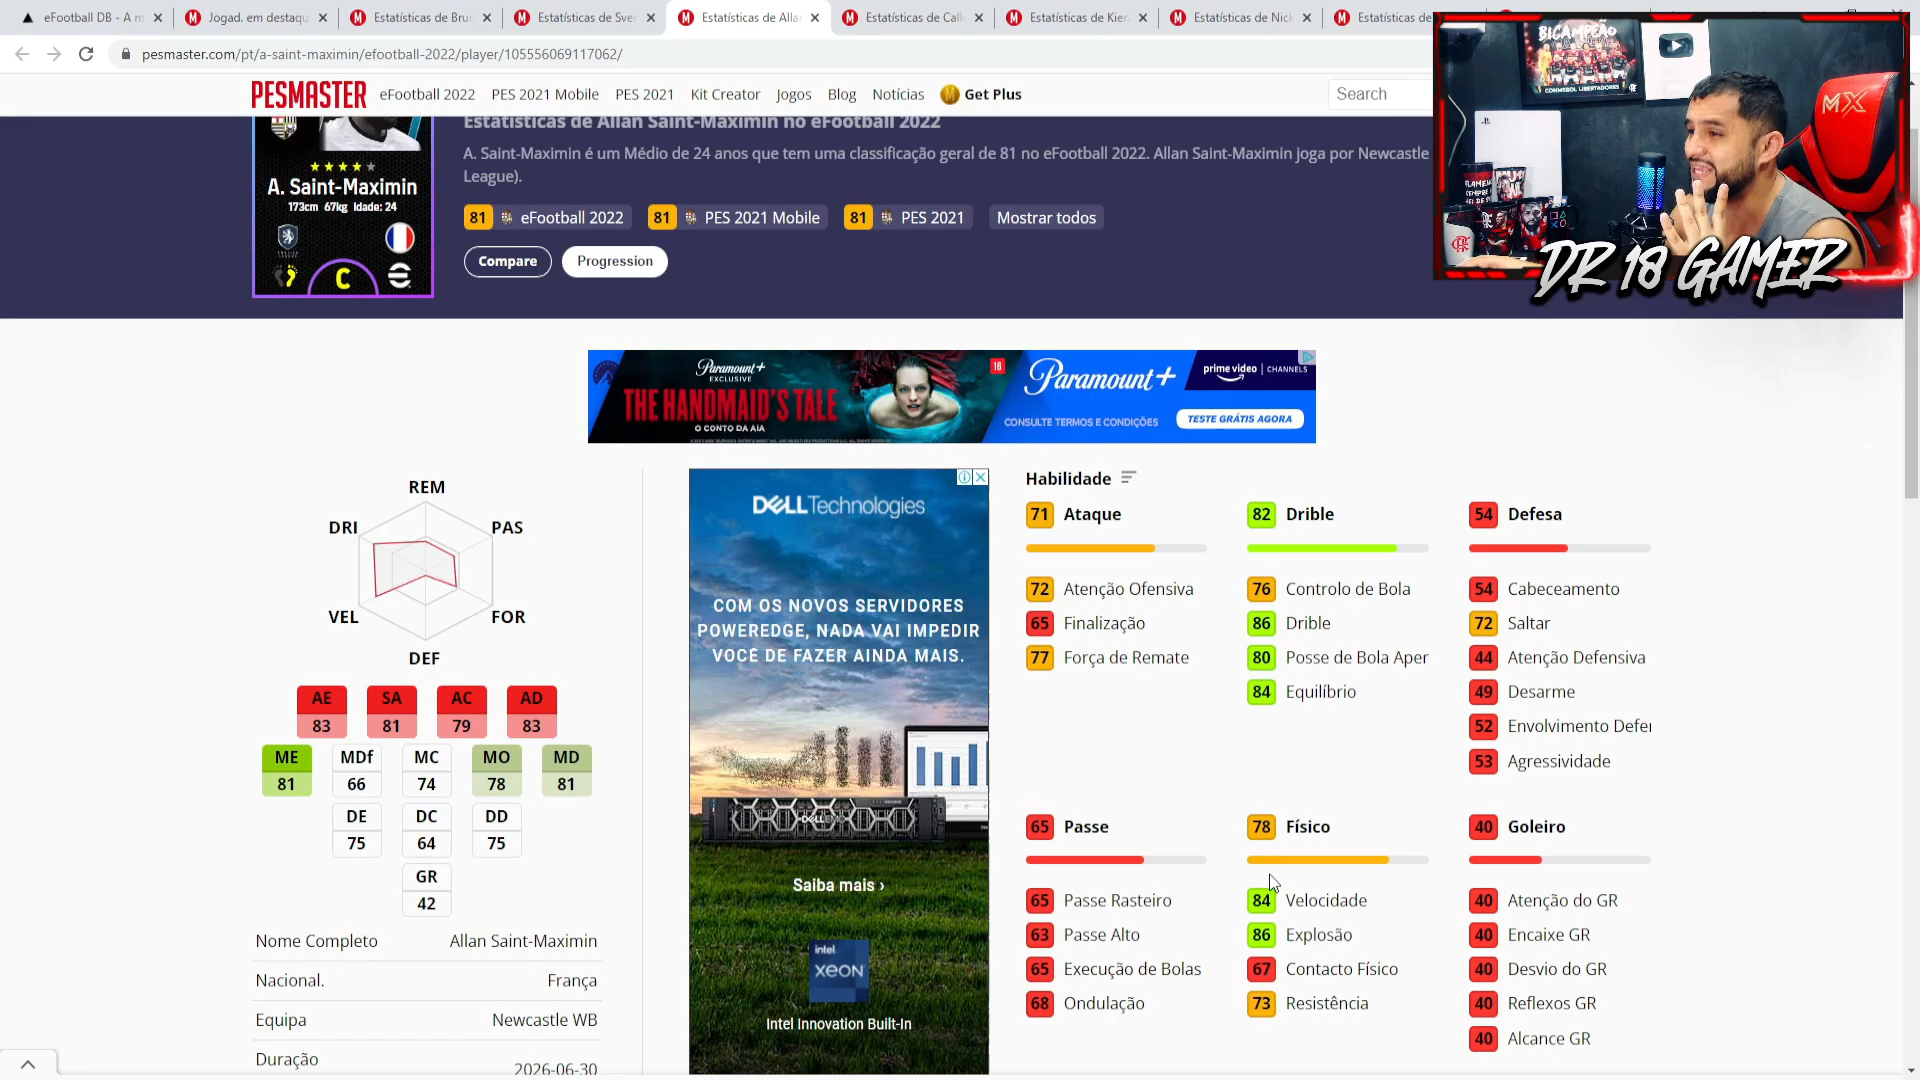 eFootball DB - A m
Jogad. em destaqu
Estatísticas de Brun
Estatísticas de Sve
Estatísticas de Alla
Estatísticas de Call
Estatísticas de Kier
Estatísticas de Nick
Estatísticas de
pesmaster.com/pt/a-saint-maximin/efootball-2022/player/105556069117062/
PESMASTER
eFootball 2022
PES 2021 Mobile
PES 2021
Kit Creator
Jogos
Blog
Notícias
Get Plus
Search
BICAMPEÃO
CONMEBOL LIBERTADORES
MX
DR 18 GAMER
Estatísticas de Allan Saint-Maximin no eFootball 2022
A. Saint-Maximin é um Médio de 24 anos que tem uma classificação geral de 81 no eFootball 2022. Allan Saint-Maximin joga por Newcastle
League).
A. Saint-Maximin
173cm 67kg Idade: 24
C
81 eFootball 2022
81 PES 2021 Mobile
81 PES 2021
Mostrar todos
Compare
Progression
Paramount+
EXCLUSIVE
THE HANDMAID'S TALE
O CONTO DA AIA
16
Paramount+
CONSULTE TERMOS E CONDIÇÕES
prime video | CHANNELS
TESTE GRÁTIS AGORA
REM
DRI
PAS
VEL
FOR
DEF
AE SA AC AD
83 81 79 83
ME MDf MC MO MD
81 66 74 78 81
DE DC DD
75 64 75
GR
42
Nome Completo Allan Saint-Maximin
Nacional. França
Equipa Newcastle WB
Duração
2026-06-30
DELL Technologies
COM OS NOVOS SERVIDORES
POWEREDGE, NADA VAI IMPEDIR
VOCÊ DE FAZER AINDA MAIS.
Saiba mais ›
intel
XEON
Intel Innovation Built-In
Habilidade
71 Ataque
72 Atenção Ofensiva
65 Finalização
77 Força de Remate
82 Drible
76 Controlo de Bola
86 Drible
80 Posse de Bola Aper
84 Equilíbrio
54 Defesa
54 Cabeceamento
72 Saltar
44 Atenção Defensiva
49 Desarme
52 Envolvimento Defen
53 Agressividade
65 Passe
65 Passe Rasteiro
63 Passe Alto
65 Execução de Bolas
68 Ondulação
78 Físico
84 Velocidade
86 Explosão
67 Contacto Físico
73 Resistência
40 Goleiro
40 Atenção do GR
40 Encaixe GR
40 Desvio do GR
40 Reflexos GR
40 Alcance GR